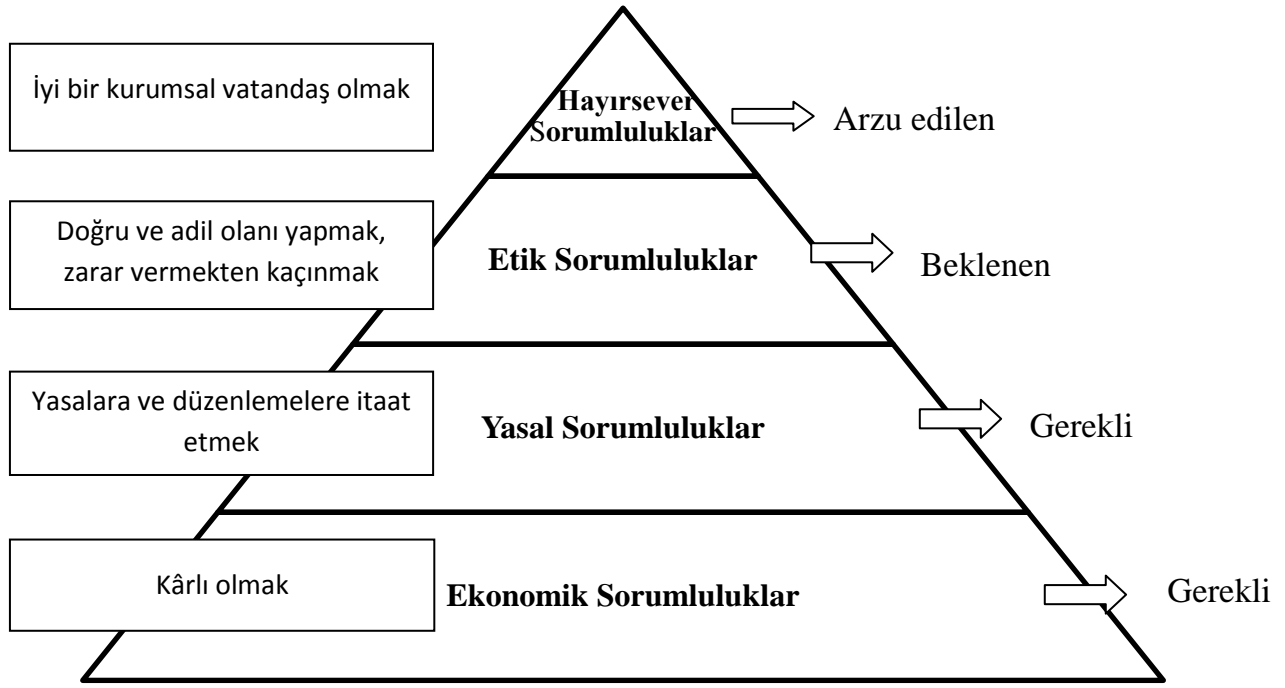 İyi bir kurumsal vatandaş olmak
Hayırsever
Sorumluluklar
Arzu edilen
Doğru ve adil olanı yapmak,
zarar vermekten kaçınmak
Etik Sorumluluklar
Beklenen
Yasalara ve düzenlemelere itaat
etmek
Yasal Sorumluluklar
Gerekli
Kârlı olmak
Ekonomik Sorumluluklar
Gerekli